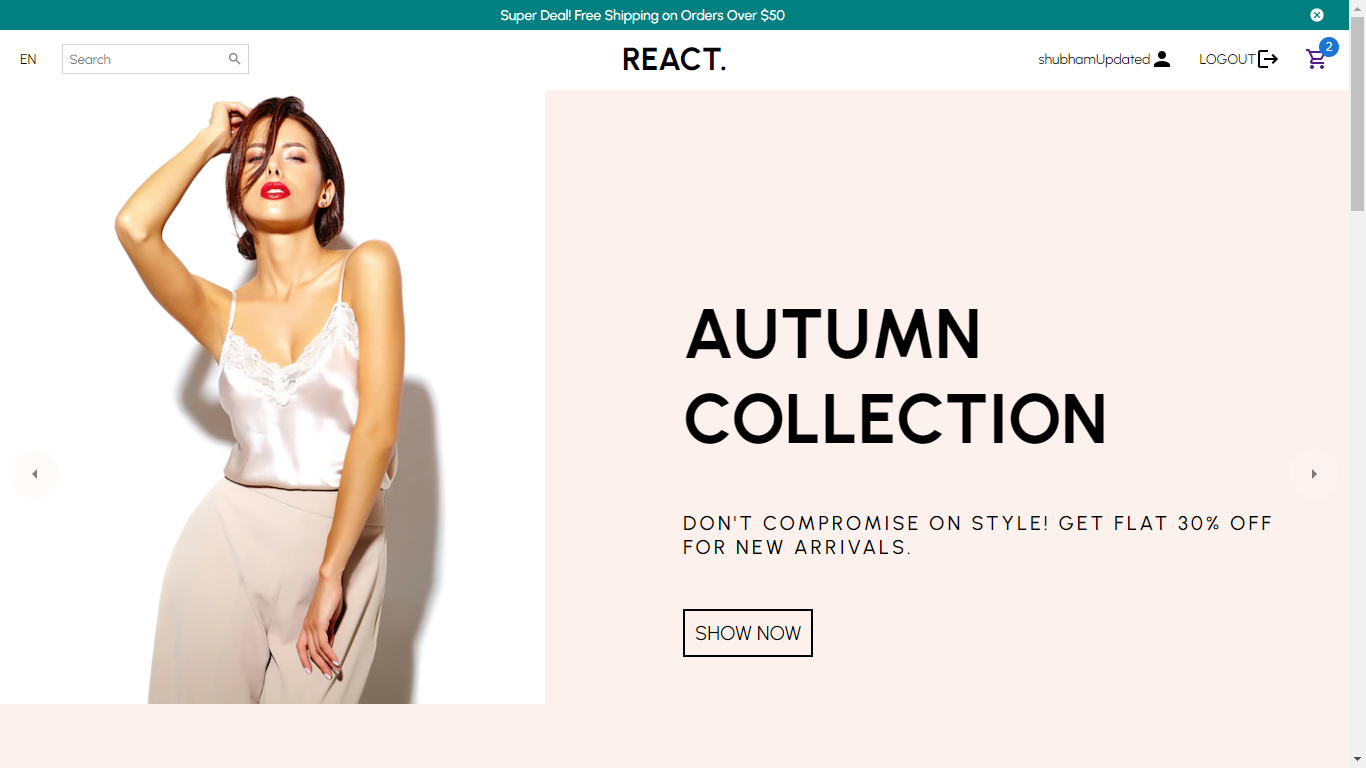 Super Deal! Free Shipping on Orders Over $50
EN
Search
REACT.
shubhamUpdated
LOGOUT
2
AUTUMN
COLLECTION
DON'T COMPROMISE ON STYLE! GET FLAT 30% OFF
FOR NEW ARRIVALS.
SHOW NOW